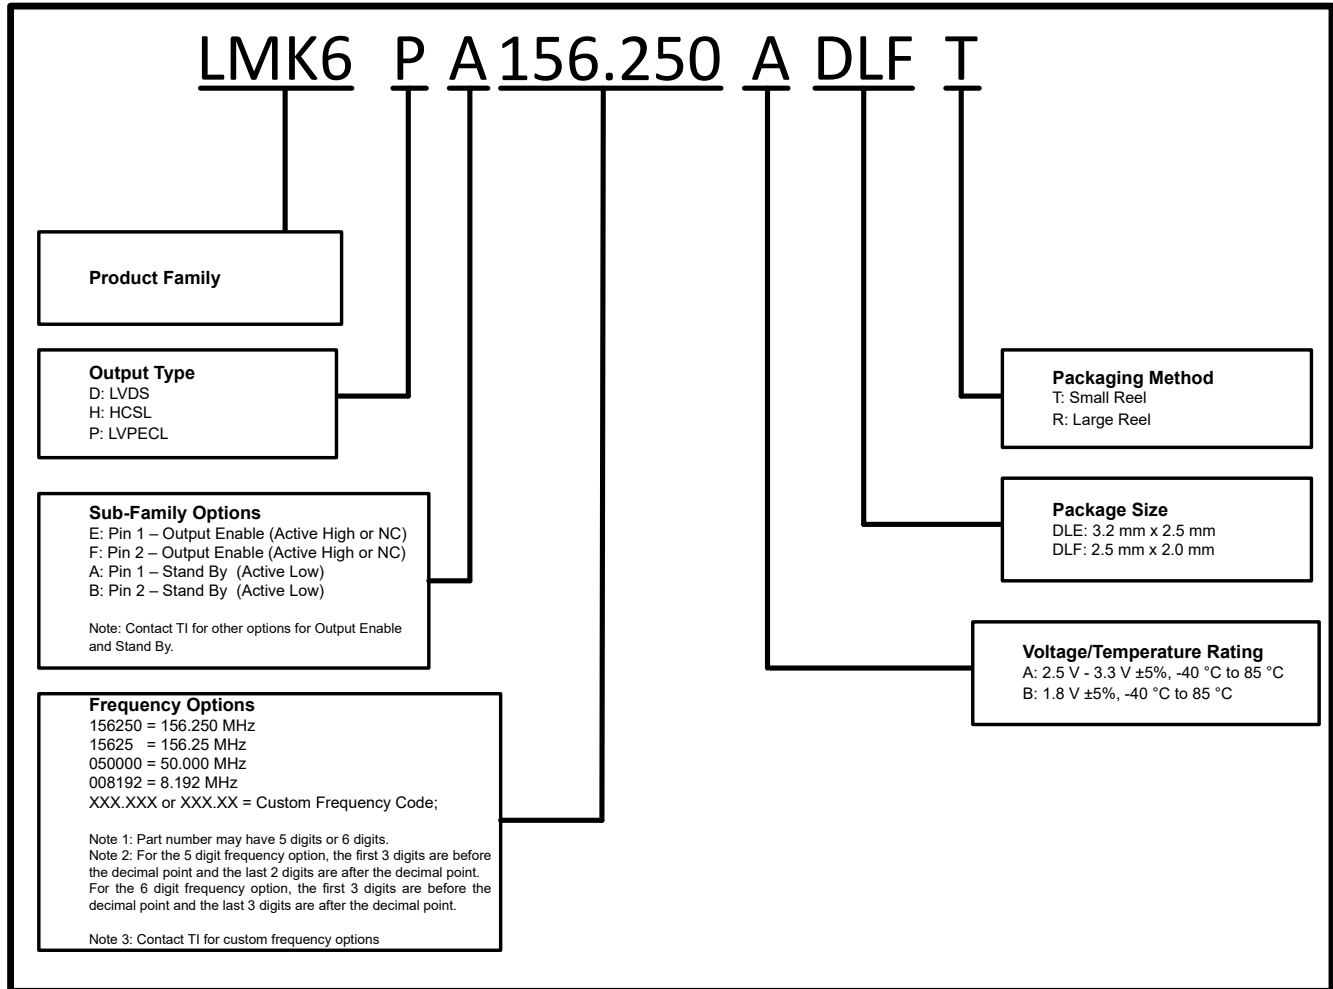 LMK6 P A 156.250 A DLF T
Product Family
Output Type
D: LVDS
H: HCSL
P: LVPECL
Sub-Family Options
E: Pin 1 – Output Enable (Active High or NC)
F: Pin 2 – Output Enable (Active High or NC)
A: Pin 1 – Stand By (Active Low)
B: Pin 2 – Stand By (Active Low)
Note: Contact TI for other options for Output Enable
and Stand By.
Frequency Options
156250 = 156.250 MHz
15625 = 156.25 MHz
050000 = 50.000 MHz
008192 = 8.192 MHz
XXX.XXX or XXX.XX = Custom Frequency Code;
Note 1: Part number may have 5 digits or 6 digits.
Note 2: For the 5 digit frequency option, the first 3 digits are before
the decimal point and the last 2 digits are after the decimal point.
For the 6 digit frequency option, the first 3 digits are before the
decimal point and the last 3 digits are after the decimal point.
Note 3: Contact TI for custom frequency options
Packaging Method
T: Small Reel
R: Large Reel
Package Size
DLE: 3.2 mm x 2.5 mm
DLF: 2.5 mm x 2.0 mm
Voltage/Temperature Rating
A: 2.5 V - 3.3 V ±5%, -40 °C to 85 °C
B: 1.8 V ±5%, -40 °C to 85 °C